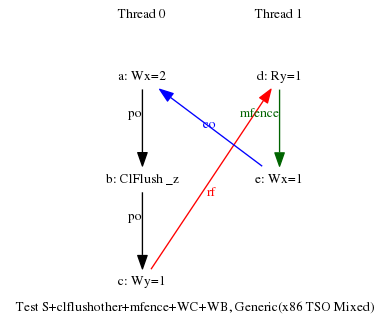 Thread 0 Thread 1
a: Wx=2 d: Ry=1
po mfence
co
b: ClFlush _z e: Wx=1
rf
po
c: Wy=1
Test S+clflushother+mfence+WC+WB, Generic(x86 TSO Mixed)